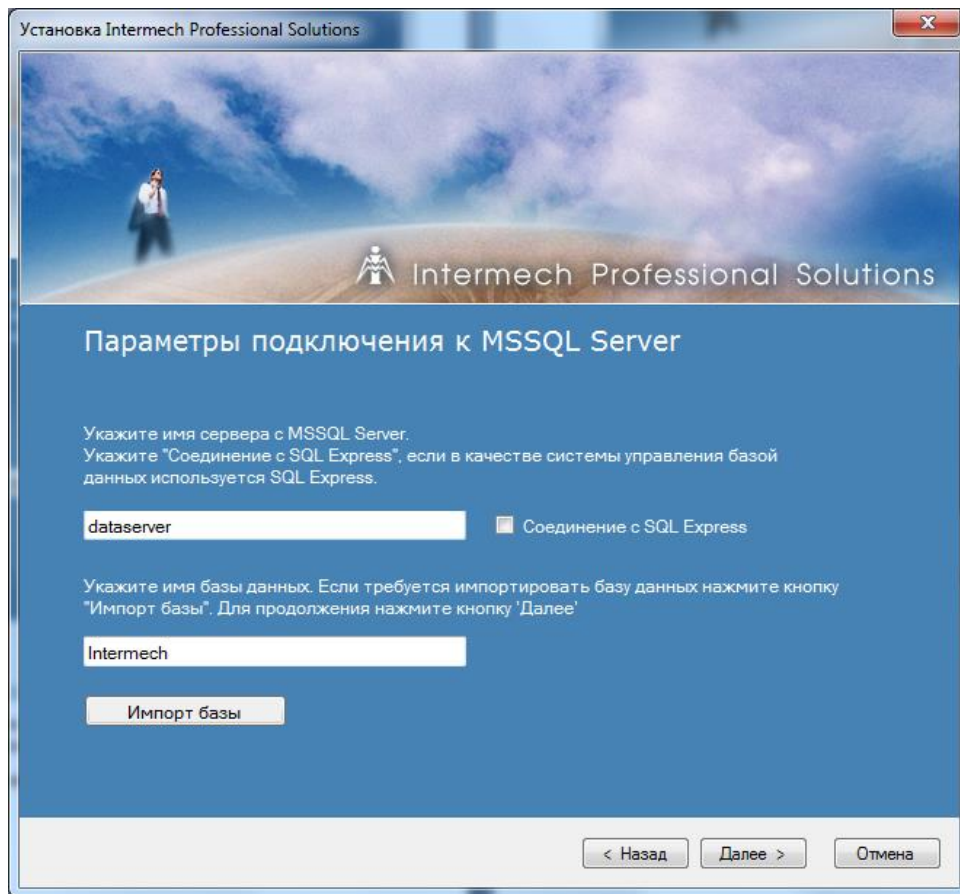 Установка Intermech Professional Solutions
Intermech Professional Solutions
Параметры подключения к MSSQL Server
Укажите имя сервера с MSSQL Server.
Укажите "Соединение с SQL Express", если в качестве системы управления базой
данных используется SQL Express.
dataserver
Соединение с SQL Express
Укажите имя базы данных. Если требуется импортировать базу данных нажмите кнопку
"Импорт базы". Для продолжения нажмите кнопку 'Далее'
Intermech
Импорт базы
< Назад
Далее >
Отмена